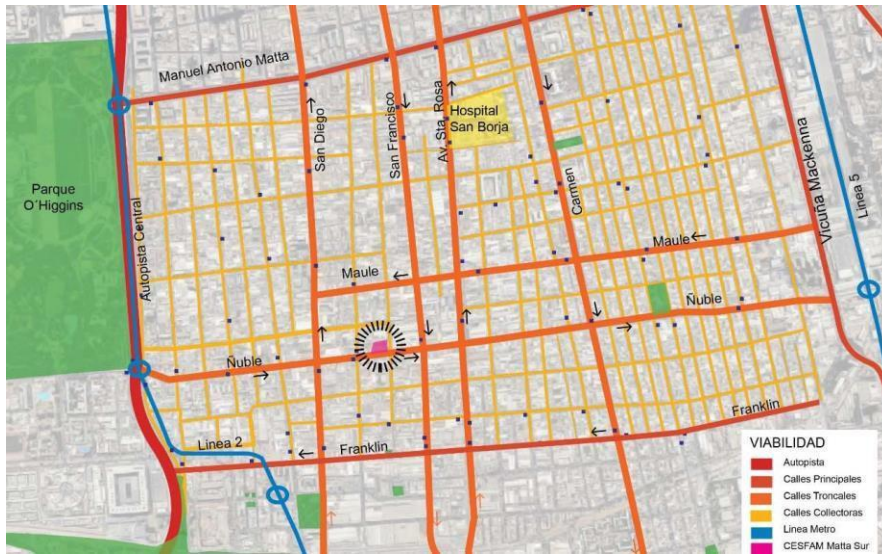 Manuel Antonio Matta
Parque
O´Higgins
Autopista Central
San Diego
San Francisco
Av. Sta. Rosa
Hospital
San Borja
Carmen
Vicuña Mackenna
Linea 5
Maule
Maule
Ñuble
Ñuble
Linea 2
Franklin
Franklin
VIABILIDAD
Autopista
Calles Principales
Calles Troncales
Calles Collectoras
Linea Metro
CESFAM Matta Sur